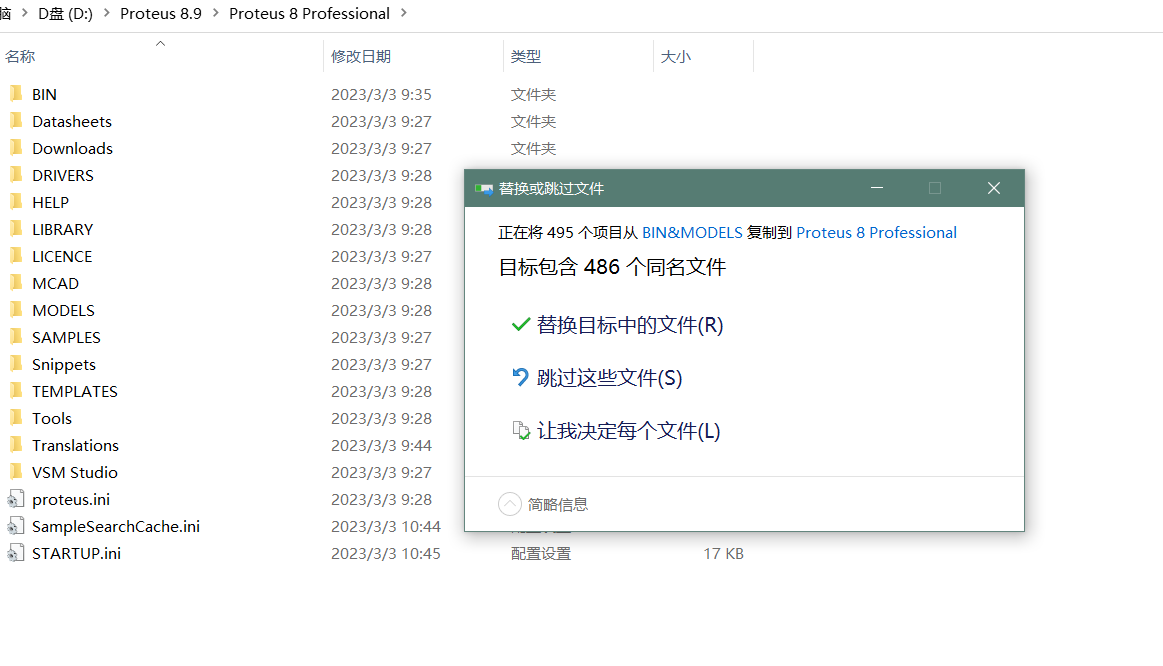 脑 > D盘 (D:) > Proteus 8.9 > Proteus 8 Professional >
名称 修改日期 类型 大小
BIN 2023/3/3 9:35 文件夹
Datasheets 2023/3/3 9:27 文件夹
Downloads 2023/3/3 9:27 文件夹
DRIVERS 2023/3/3 9:28
HELP 2023/3/3 9:28
LIBRARY 2023/3/3 9:28
LICENCE 2023/3/3 9:27
MCAD 2023/3/3 9:28
MODELS 2023/3/3 9:28
SAMPLES 2023/3/3 9:27
Snippets 2023/3/3 9:27
TEMPLATES 2023/3/3 9:28
Tools 2023/3/3 9:28
Translations 2023/3/3 9:44
VSM Studio 2023/3/3 9:27
proteus.ini 2023/3/3 9:28
SampleSearchCache.ini 2023/3/3 10:44
STARTUP.ini 2023/3/3 10:45 配置设置 17 KB
替换或跳过文件
正在将 495 个项目从 BIN&MODELS 复制到 Proteus 8 Professional
目标包含 486 个同名文件
替换目标中的文件(R)
跳过这些文件(S)
让我决定每个文件(L)
简略信息